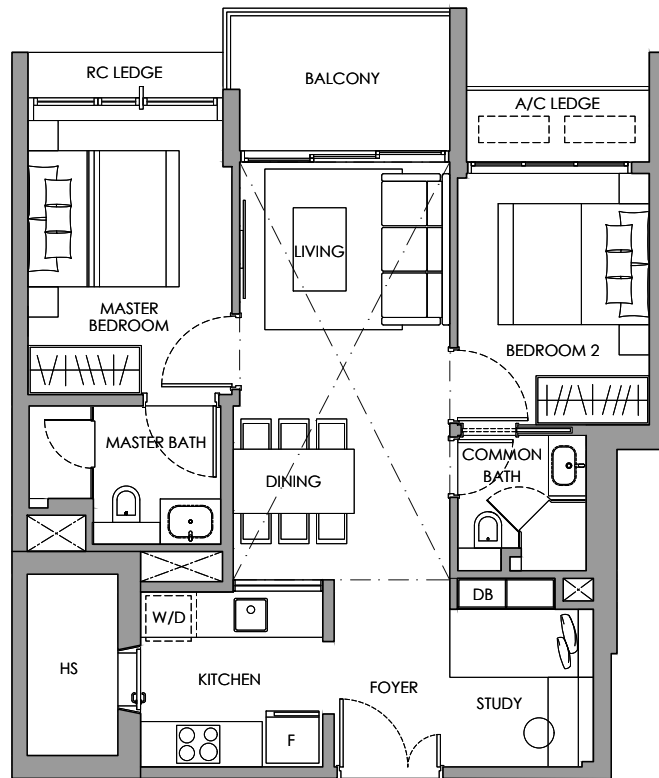 RC LEDGE
BALCONY
A/C LEDGE
LIVING
MASTER
BEDROOM
BEDROOM 2
MASTER BATH
COMMON
BATH
DINING
DB
W/D
HS
KITCHEN
FOYER
STUDY
F